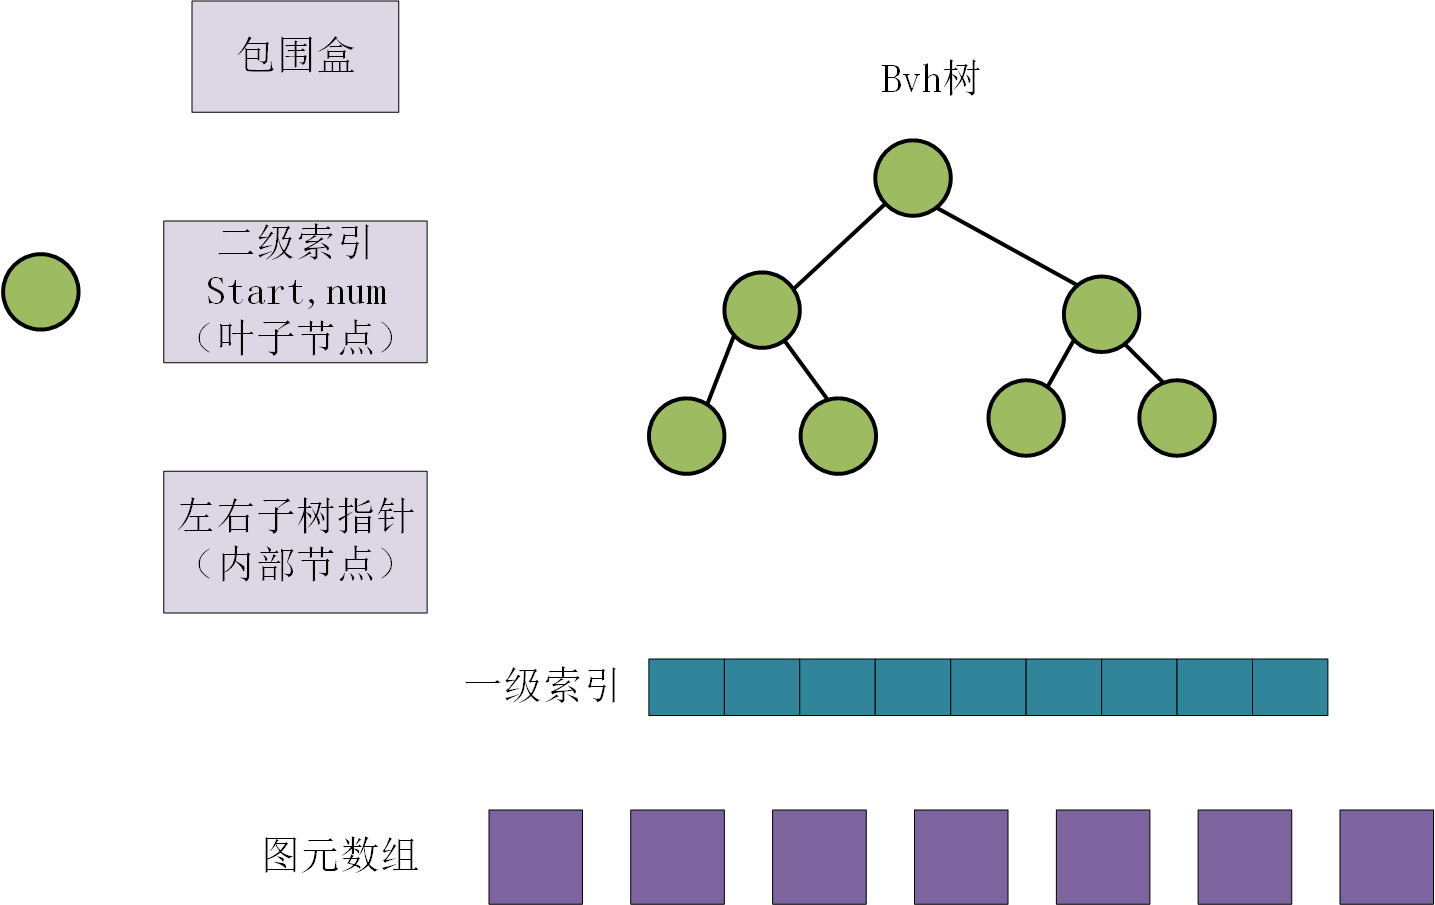 包围盒
Bvh树
二级索引
Start,num
（叶子节点）
左右子树指针
（内部节点）
一级索引
图元数组